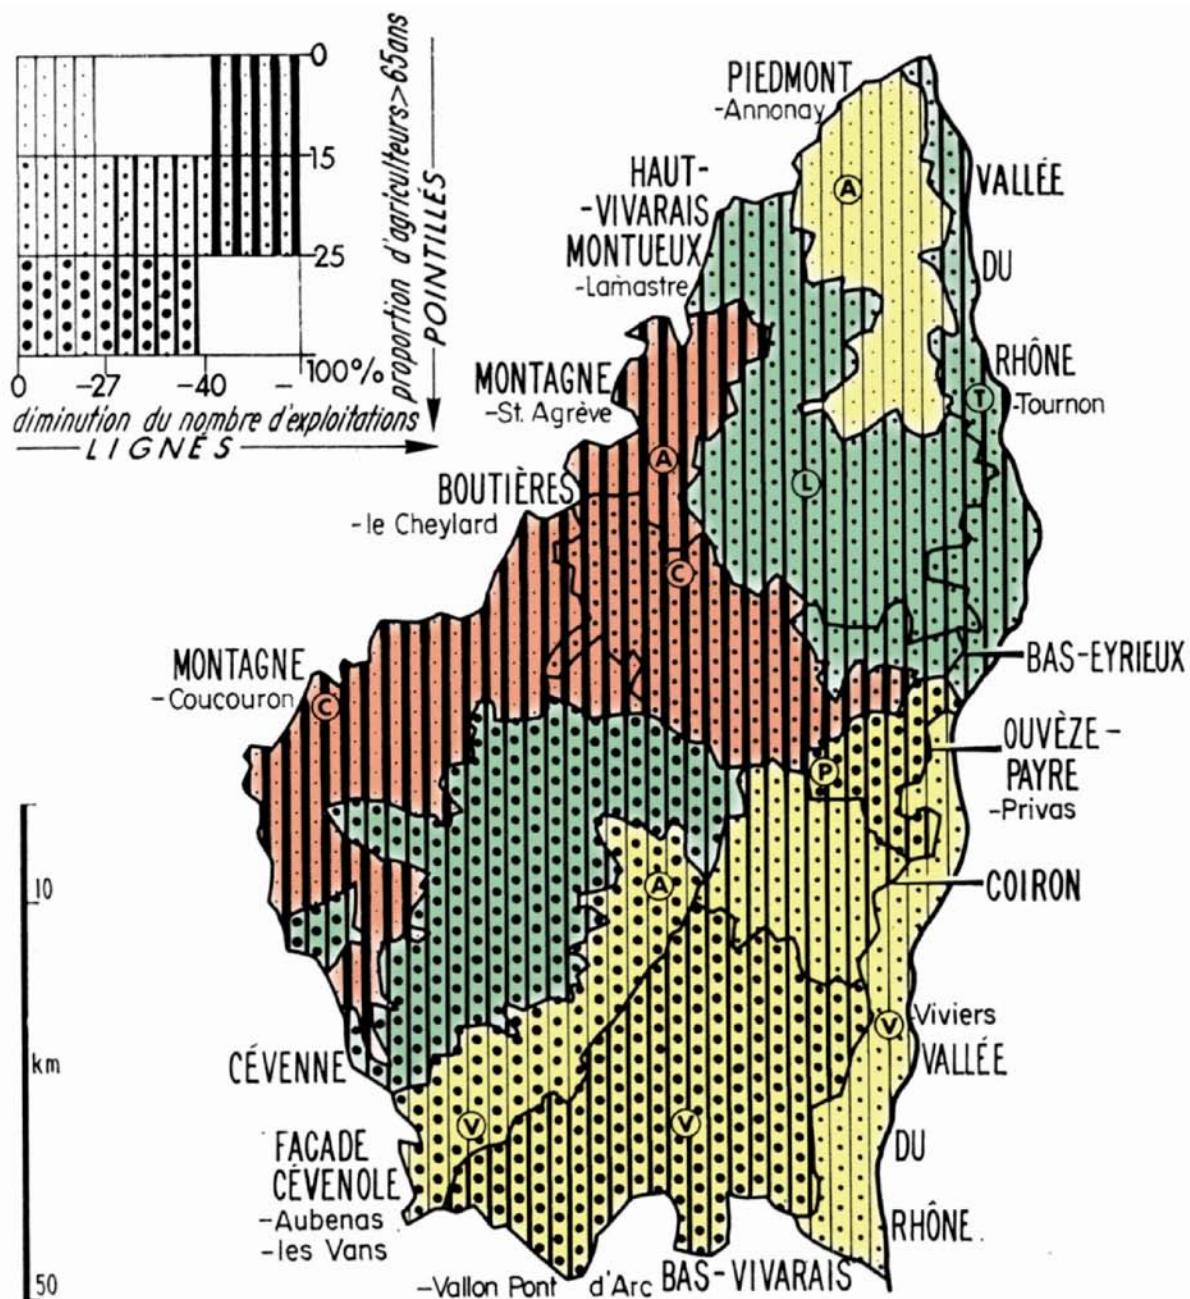 0
15
25
100%
0
-27
-40
-
proportion d'agriculteurs>65ans
POINTILLÉS
diminution du nombre d'exploitations
LIGNÉS
PIEDMONT
-Annonay
HAUT-
-VIVARAIS
MONTUEUX
-Lamastre
VALLÉE
DU
RHÔNE
-Tournon
MONTAGNE
-St. Agrève
BOUTIÈRES
-le Cheylard
MONTAGNE
-Coucouron
BAS-EYRIEUX
OUVÈZE-
PAYRE
-Privas
COIRON
-Viviers
VALLÉE
DU
RHÔNE
CÉVENNE
FAÇADE
CÉVENOLE
-Aubenas
-les Vans
-Vallon Pont d'Arc
BAS-VIVARAIS
A
T
A
L
C
C
P
A
V
V
V
10
km
50